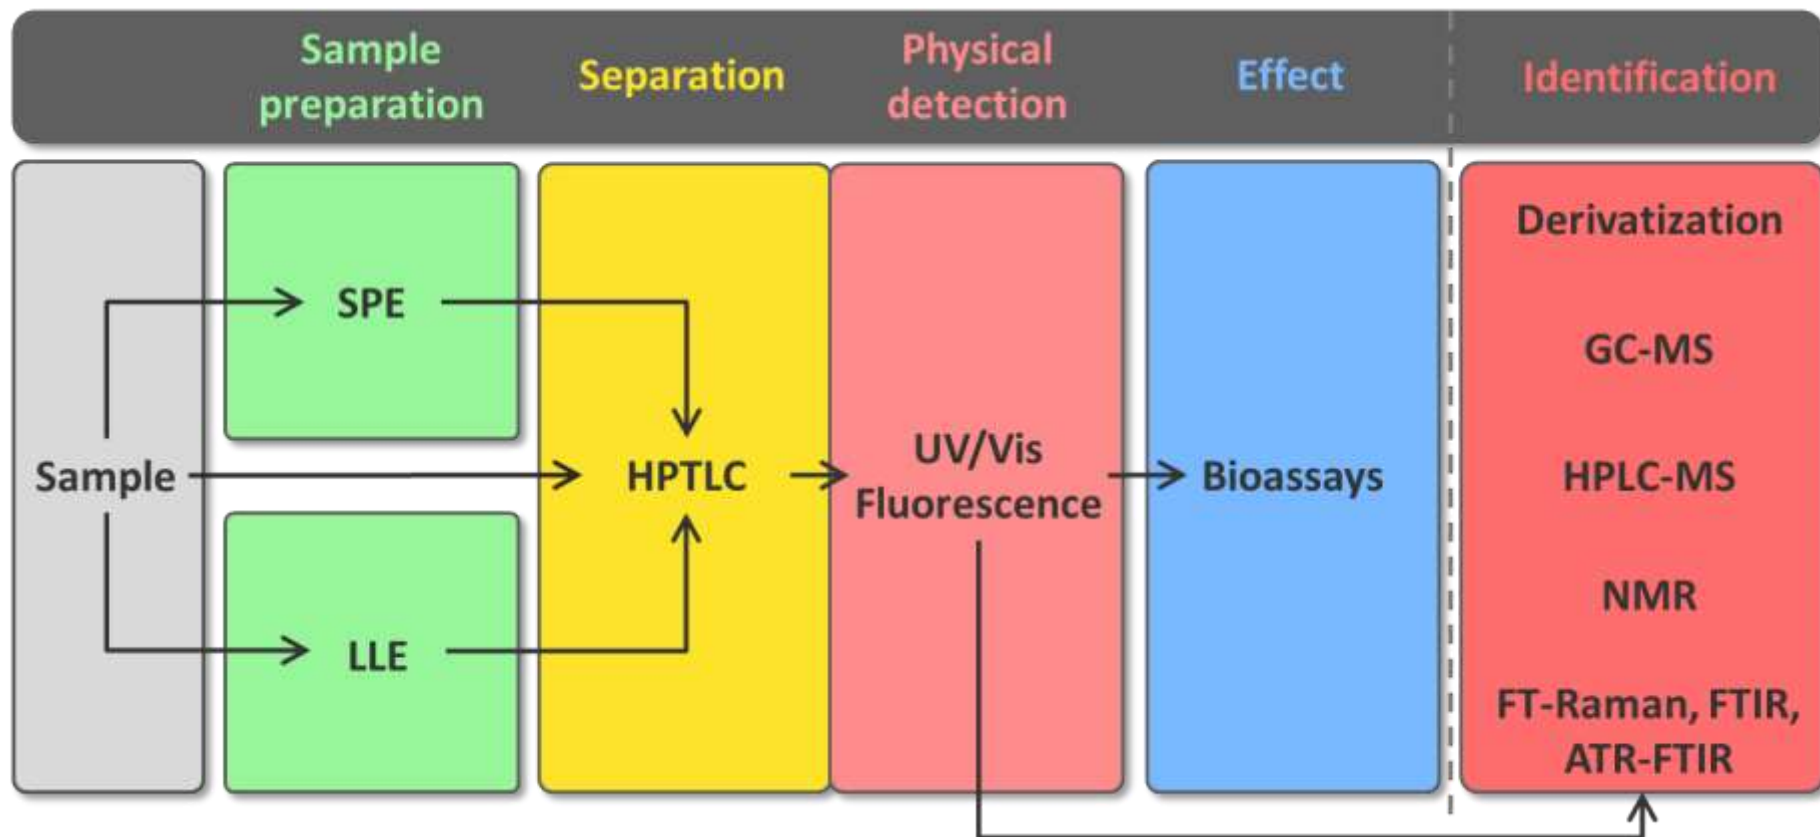 Sample
preparation
Separation
Physical
detection
Effect
Identification
Sample
SPE
LLE
HPTLC
UV/Vis
Fluorescence
Bioassays
Derivatization
GC-MS
HPLC-MS
NMR
FT-Raman, FTIR,
ATR-FTIR